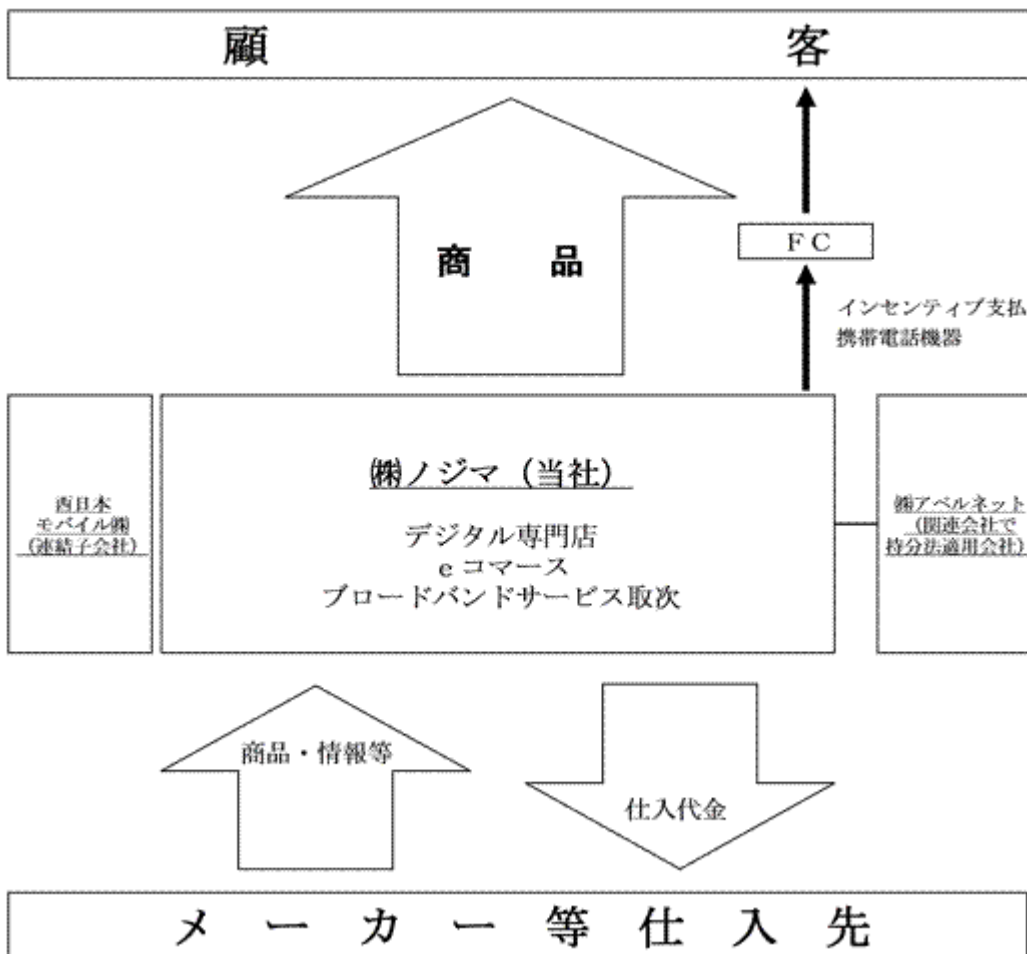 顧　客
商　品
ＦＣ
インセンティブ支払
携帯電話機器
西日本
モバイル㈱
（連結子会社）
㈱ノジマ（当社）
デジタル専門店
ｅコマース
ブロードバンドサービス取次
㈱アベルネット
（関連会社で
持分法適用会社）
商品・情報等
仕入代金
メーカー等仕入先